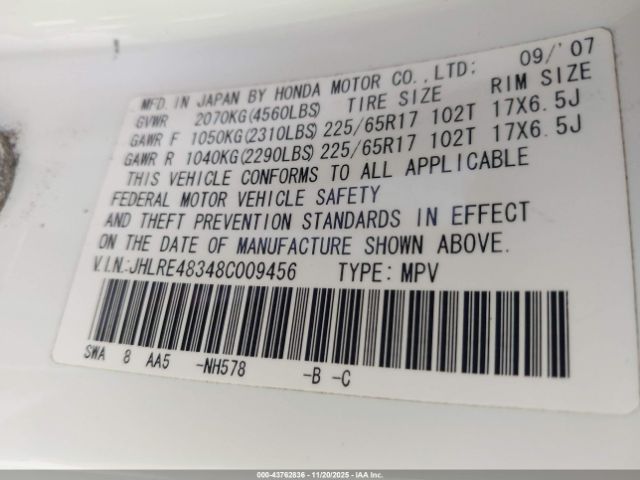 MFD. IN JAPAN BY HONDA MOTOR CO.,LTD: 09/'07
GVWR 2070KG(4560LBS) TIRE SIZE RIM SIZE
GAWR F 1050KG(2310LBS) 225/65R17 102T 17X6.5J
GAWR R 1040KG(2290LBS) 225/65R17 102T 17X6.5J
THIS VEHICLE CONFORMS TO ALL APPLICABLE
FEDERAL MOTOR VEHICLE SAFETY
AND THEFT PREVENTION STANDARDS IN EFFECT
ON THE DATE OF MANUFACTURE SHOWN ABOVE.
V.I.N.:JHLRE48348C009456 TYPE: MPV
SWA 8 AA5 -NH578 -B -C
000-43762836 - 11/20/2025 - IAAI, Inc.